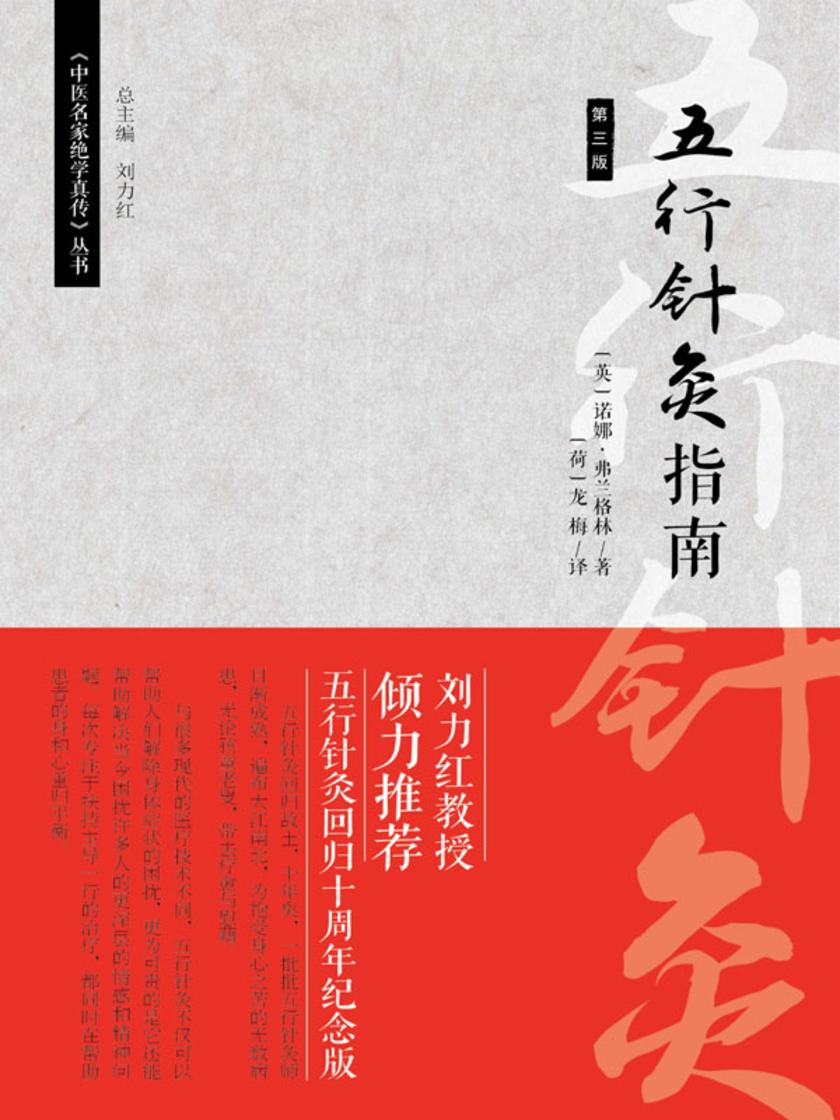 五行针灸指南
第三版
〔英〕诺娜·弗兰格林/著
〔荷〕龙 梅/译
总主编 刘力红
《中医名家绝学真传》丛书
刘力红教授
倾力推荐
五行针灸回归十周年纪念版
五行针灸回归故土，十年矣，一批批五行针灸师
日渐成熟，遍布大江南北，为饱受身心之苦的无数病
患，无论孩童老叟，带去疗愈与慰藉。
与很多现代的医疗技术不同，五行针灸不仅可以
帮助人们解除身体症状的困扰，更为可贵的是它还能
帮助解决当今困扰许多人的更深层的情感和精神问
题，每次专注于扶持主导一行的治疗，都同时在帮助
患者的身和心重归平衡。
五行针灸